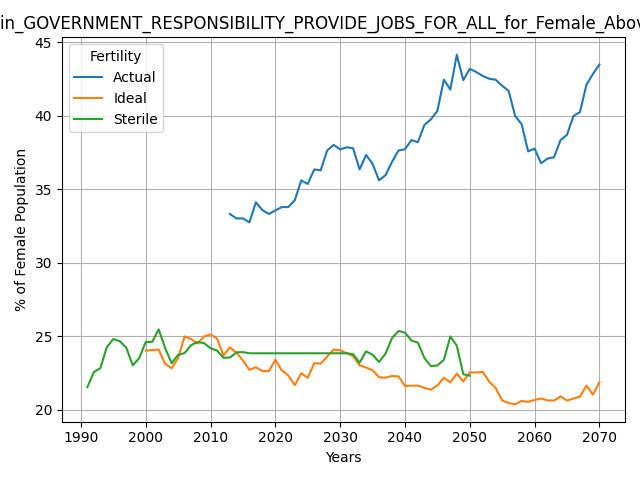 in_GOVERNMENT_RESPONSIBILITY_PROVIDE_JOBS_FOR_ALL_for_Female_Abov
Fertility
Actual
Ideal
Sterile
% of Female Population
45
40
35
30
25
20
1990 2000 2010 2020 2030 2040 2050 2060 2070
Years